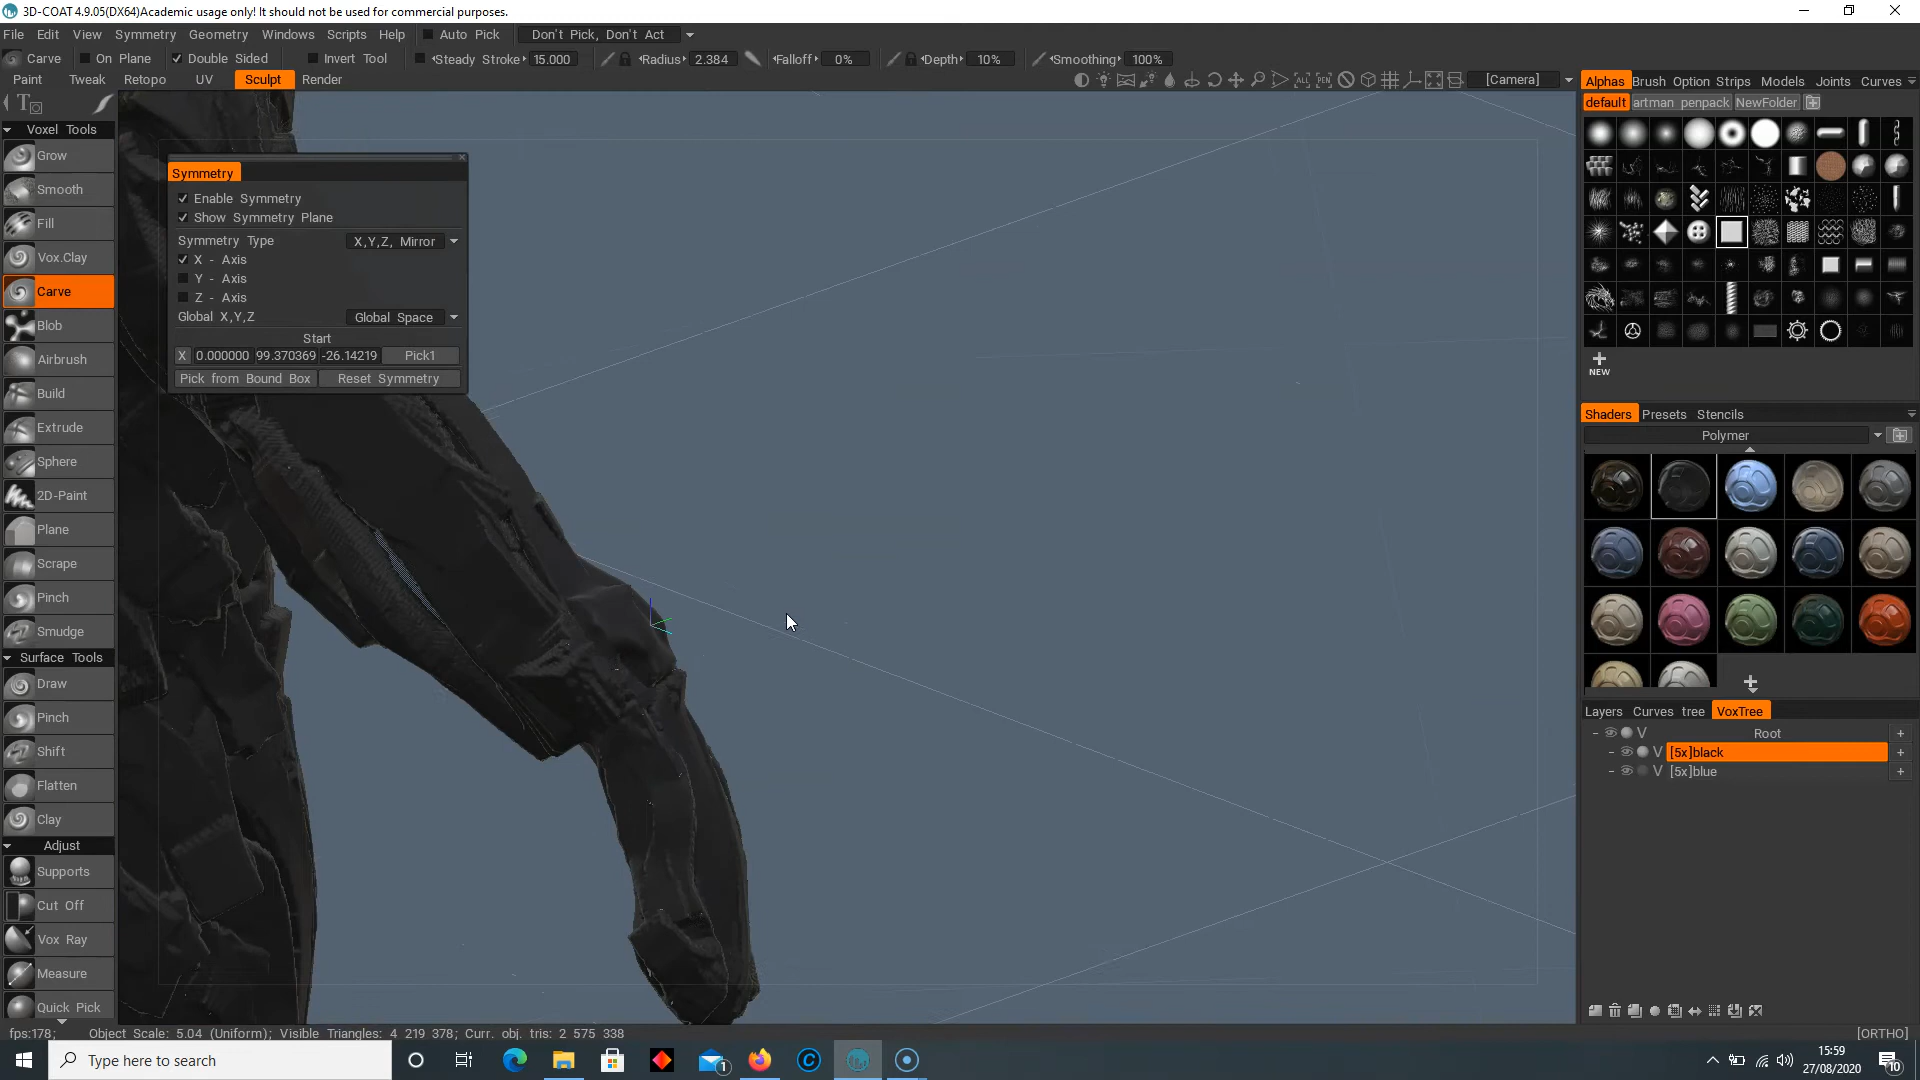 3D-COAT 4.9.05(DX64)Academic usage only! It should not be used for commercial purposes.
File Edit View Symmetry Geometry Windows Scripts Help Auto Pick Don't Pick, Don't Act
Carve On Plane Double Sided Invert Tool Steady Stroke 15.000 Radius 2.384 Falloff 0% Depth 10% Smoothing 100%
Paint Tweak Retopo UV Sculpt Render [Camera]
Alphas Brush Option Strips Models Joints Curves
default artman penpack NewFolder
NEW
Voxel Tools
Grow
Smooth
Fill
Vox.Clay
Carve
Blob
Airbrush
Build
Extrude
Sphere
2D-Paint
Plane
Scrape
Pinch
Smudge
Surface Tools
Draw
Pinch
Shift
Flatten
Clay
Adjust
Supports
Cut Off
Vox Ray
Measure
Quick Pick
Symmetry
Enable Symmetry
Show Symmetry Plane
Symmetry Type X,Y,Z, Mirror
X - Axis
Y - Axis
Z - Axis
Global X,Y,Z Global Space
Start
X 0.000000 99.370369 -26.14219 Pick1
Pick from Bound Box Reset Symmetry
Shaders Presets Stencils
Polymer
Layers Curves tree VoxTree
V Root +
V [5x]black +
V [5x]blue +
fps:178; Object Scale: 5.04 (Uniform); Visible Triangles: 4 219 378; Curr. obj. tris: 2 575 338
[ORTHO]
Type here to search
1
15:59
27/08/2020
10